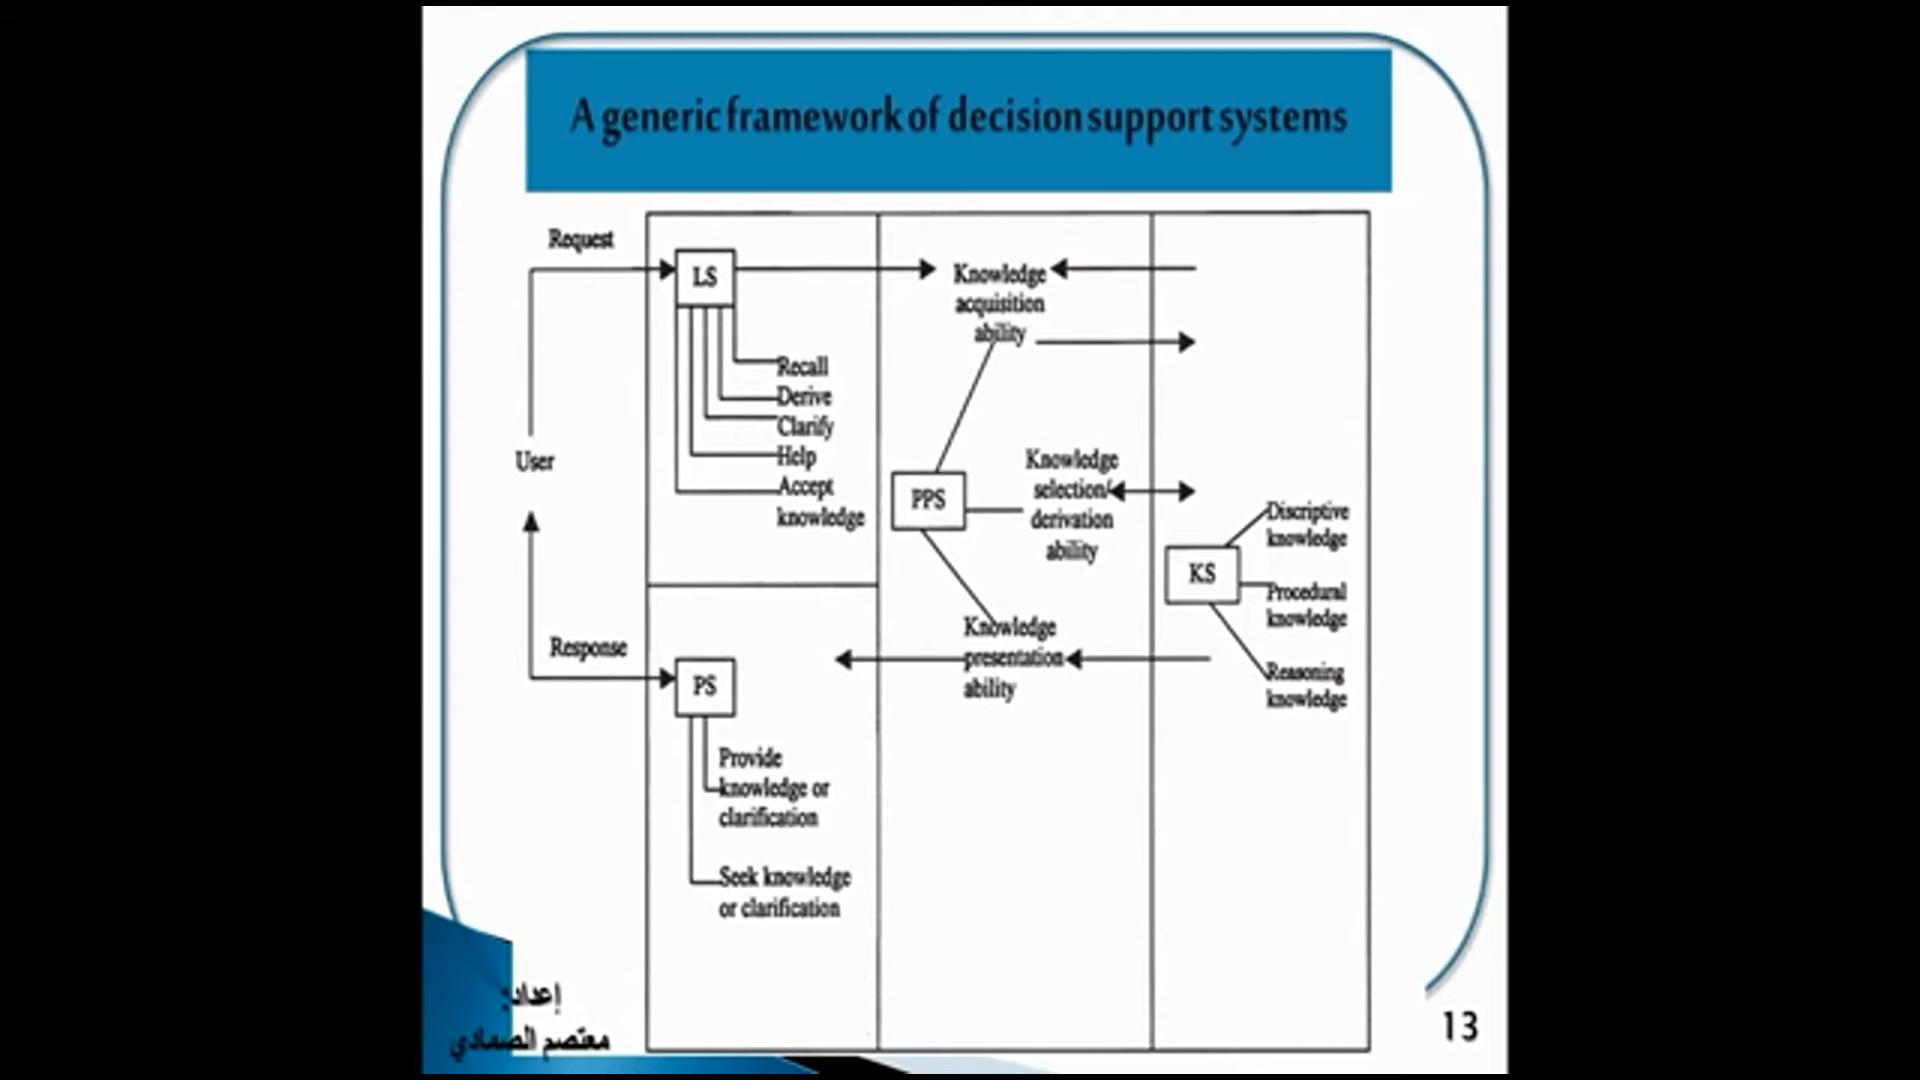 A generic framework of decision support systems
Request
LS
Recall
Derive
Clarify
Help
Accept
knowledge
User
Response
PS
Provide
knowledge or
clarification
Seek knowledge
or clarification
Knowledge
acquisition
ability
PPS
Knowledge
selection/
derivation
ability
Knowledge
presentation
ability
KS
Discriptive
knowledge
Procedural
knowledge
Reasoning
knowledge
إعداد:
معتصم الصمادي
13